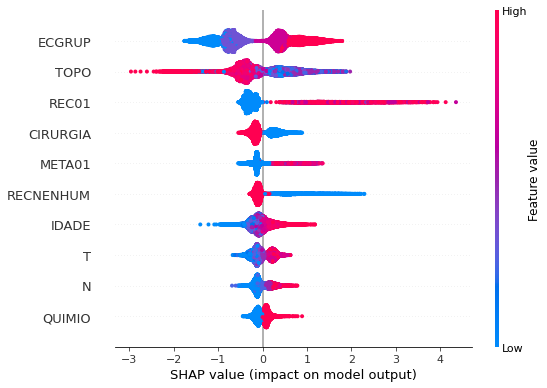 High
ECGRUP
TOPO
REC01
CIRURGIA
META01
RECNENHUM
IDADE
T
N
QUIMIO
Feature value
Low
−3 −2 −1 0 1 2 3 4
SHAP value (impact on model output)